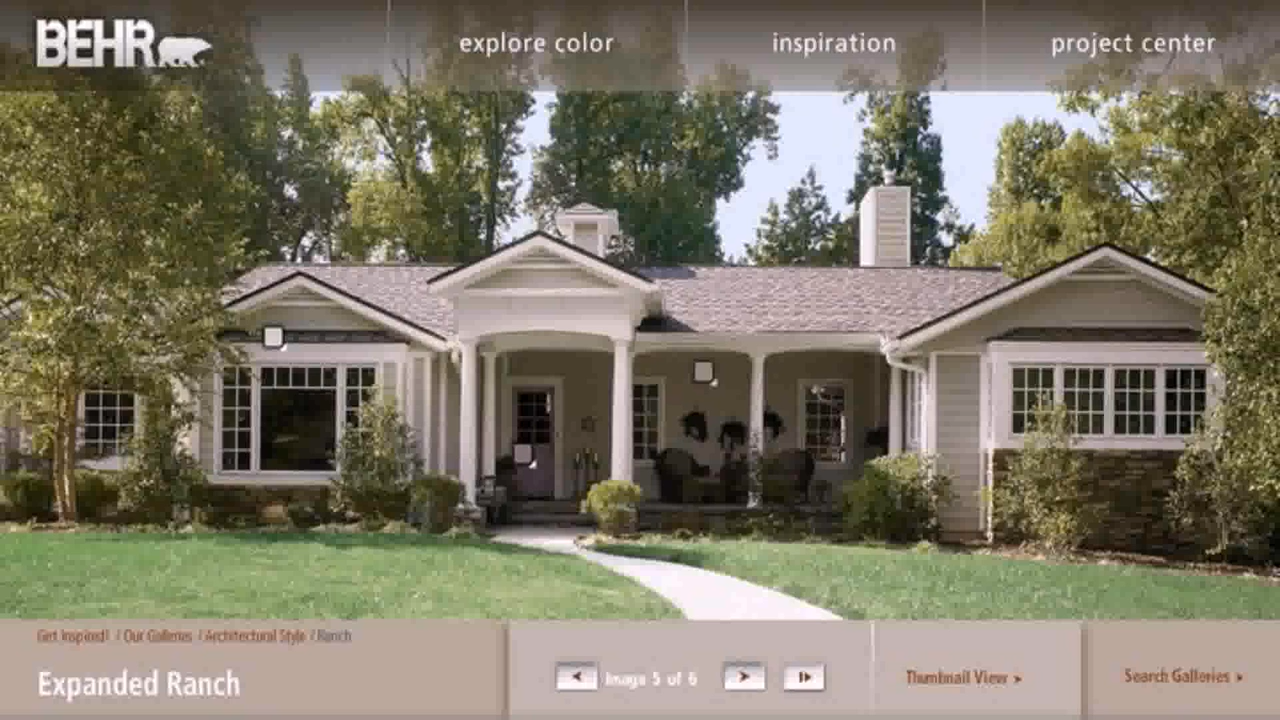 BEHR
explore color
inspiration
project center
Get Inspired! / Our Galleries / Architectural Style / Ranch
Expanded Ranch
Image 5 of 6
Thumbnail View
Search Galleries